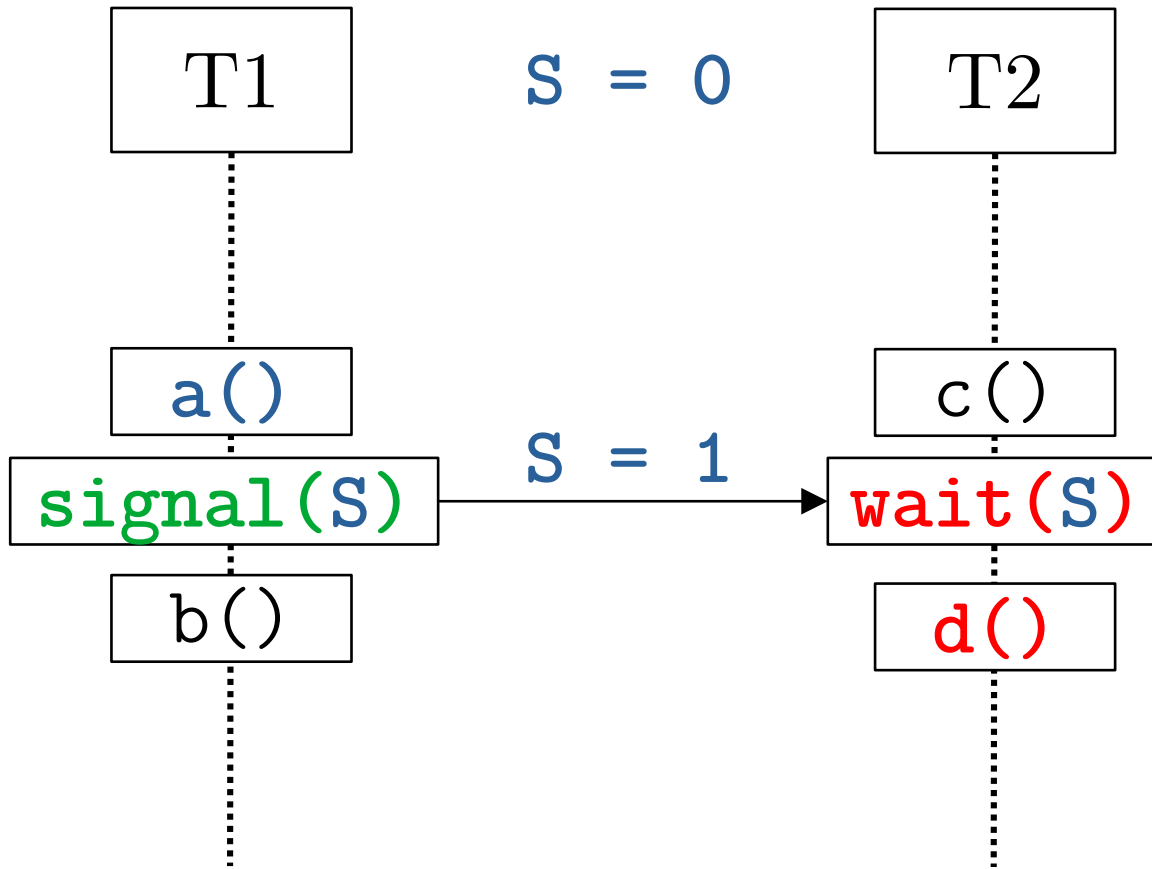 T1
S = 0
T2
a()
c()
S = 1
signal(S)
wait(S)
b()
d()